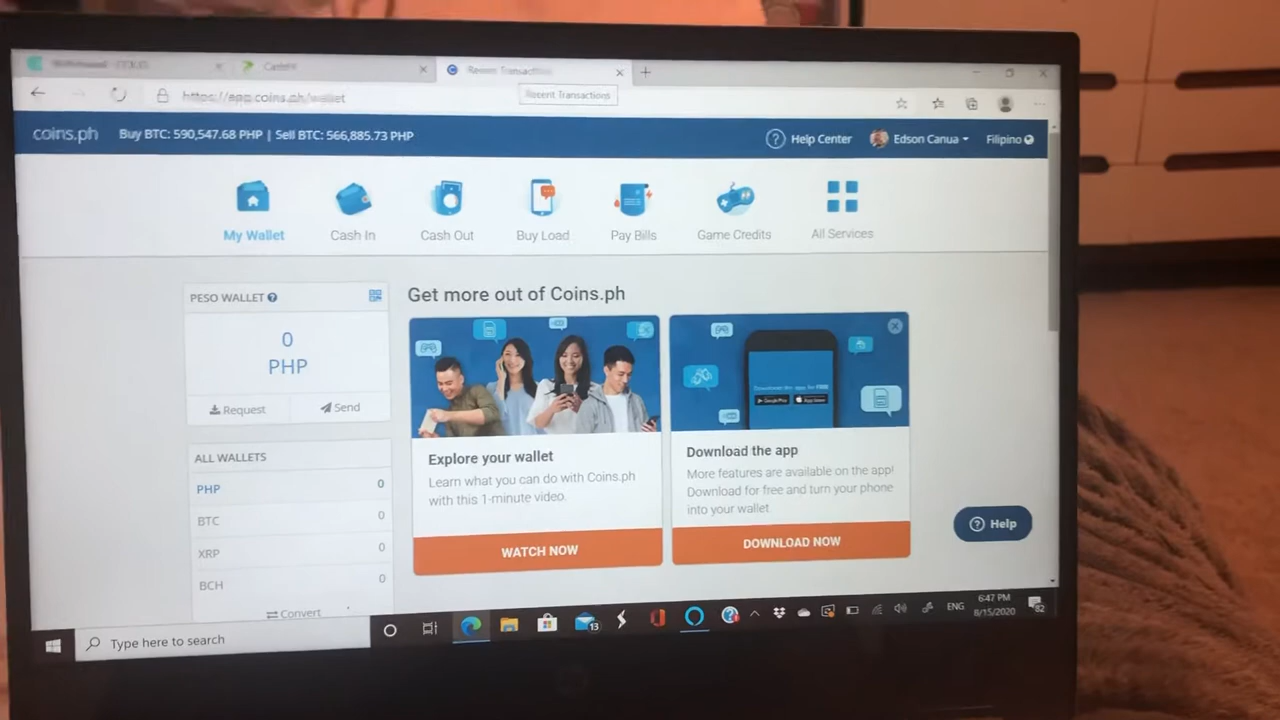 Recent Transactions
https://app.coins.ph/wallet
Recent Transactions
coins.ph Buy BTC: 590,547.68 PHP | Sell BTC: 566,885.73 PHP Help Center Edson Canua Filipino
My Wallet Cash In Cash Out Buy Load Pay Bills Game Credits All Services
PESO WALLET
0
PHP
Request Send
ALL WALLETS
PHP 0
BTC 0
XRP 0
BCH 0
Convert
Get more out of Coins.ph
Explore your wallet
Learn what you can do with Coins.ph
with this 1-minute video.
WATCH NOW
Download the app
More features are available on the app!
Download for free and turn your phone
into your wallet.
DOWNLOAD NOW
Help
Type here to search
13
ENG
6:47 PM
8/15/2020
82